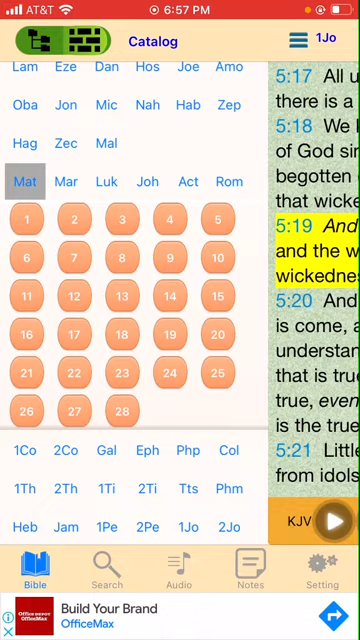 AT&T 6:57 PM
Catalog 1Jo
Lam Eze Dan Hos Joe Amo
Oba Jon Mic Nah Hab Zep
Hag Zec Mal
Mat Mar Luk Joh Act Rom
1 2 3 4 5
6 7 8 9 10
11 12 13 14 15
16 17 18 19 20
21 22 23 24 25
26 27 28
1Co 2Co Gal Eph Php Col
1Th 2Th 1Ti 2Ti Tts Phm
Heb Jam 1Pe 2Pe 1Jo 2Jo
5:17 All u
there is a
5:18 We
of God sin
begotten
that wicke
5:19 And
and the w
wickednes
5:20 And
is come, a
understan
that is true
true, even
is the true
5:21 Little
from idols
KJV
Bible Search Audio Notes Setting
Office DEPOT
OfficeMax
Build Your Brand
OfficeMax